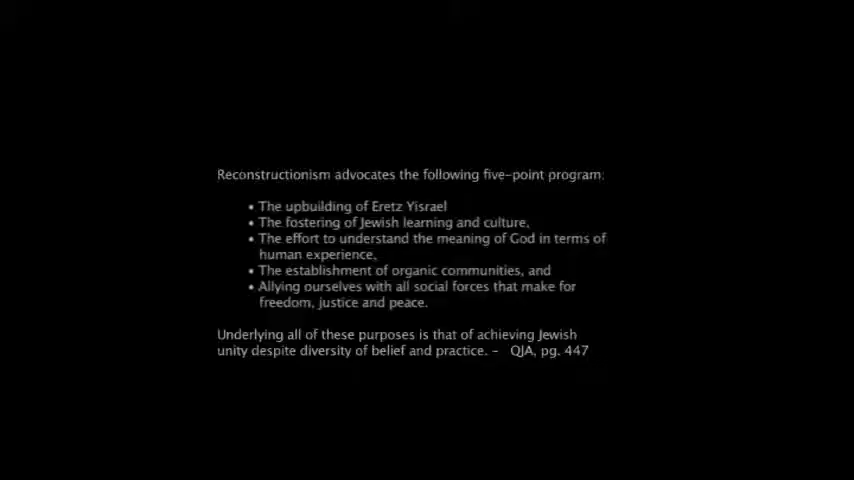 Reconstructionism advocates the following five-point program:
• The upbuilding of Eretz Yisrael
• The fostering of Jewish learning and culture,
• The effort to understand the meaning of God in terms of
human experience,
• The establishment of organic communities, and
• Allying ourselves with all social forces that make for
freedom, justice and peace.
Underlying all of these purposes is that of achieving Jewish
unity despite diversity of belief and practice. - QJA, pg. 447